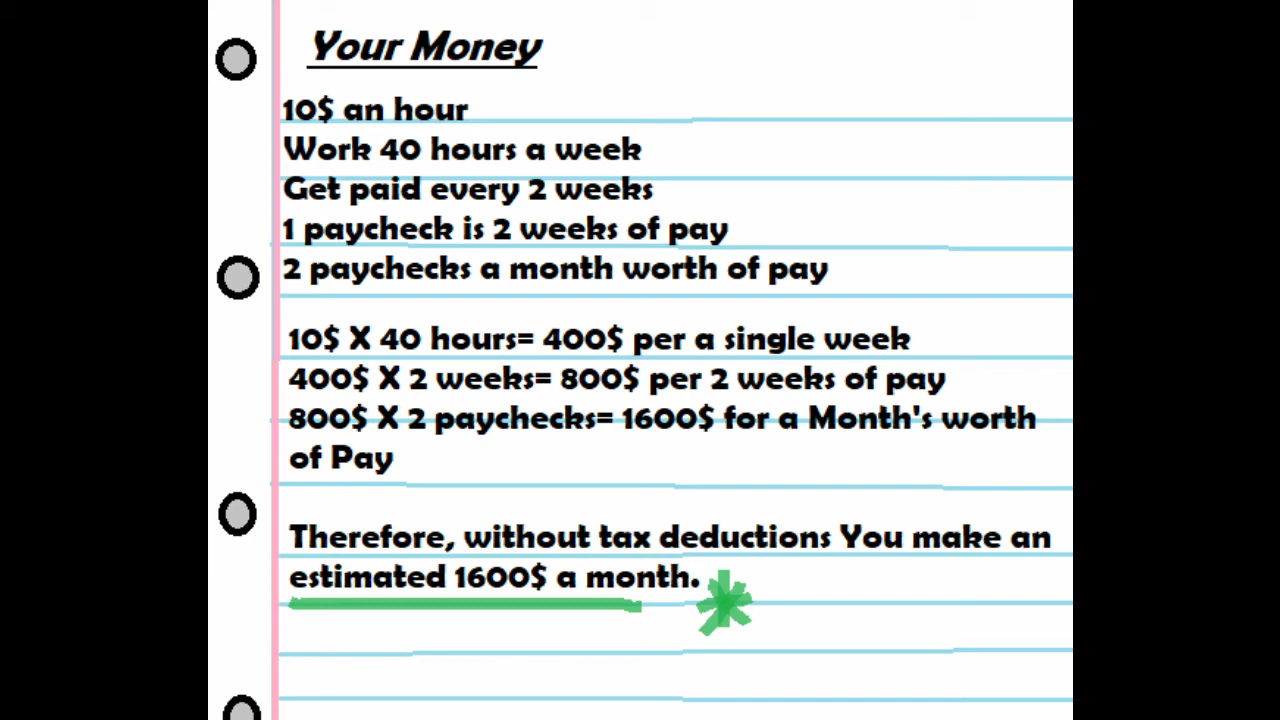 Your Money
10$ an hour
Work 40 hours a week
Get paid every 2 weeks
1 paycheck is 2 weeks of pay
2 paychecks a month worth of pay
10$ X 40 hours= 400$ per a single week
400$ X 2 weeks= 800$ per 2 weeks of pay
800$ X 2 paychecks= 1600$ for a Month's worth
of Pay
Therefore, without tax deductions You make an
estimated 1600$ a month.